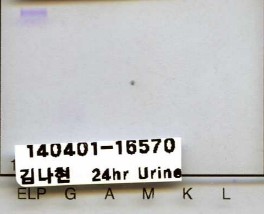 140401-16570
김나현 24hr Urine
ELP G A M K L